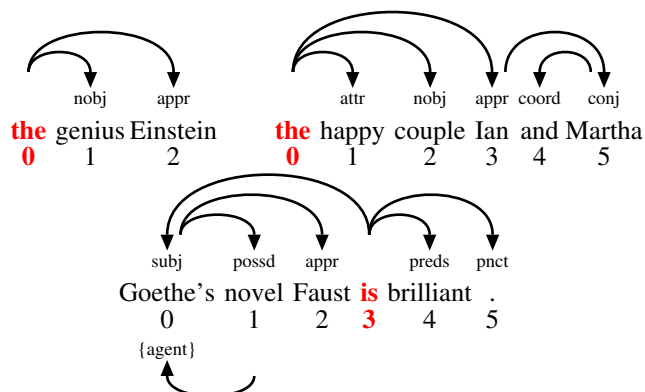 nobj appr
the genius Einstein
0 1 2
attr nobj appr coord conj
the happy couple Ian and Martha
0 1 2 3 4 5
subj possd appr preds pnct
Goethe's novel Faust is brilliant .
0 1 2 3 4 5
{agent}